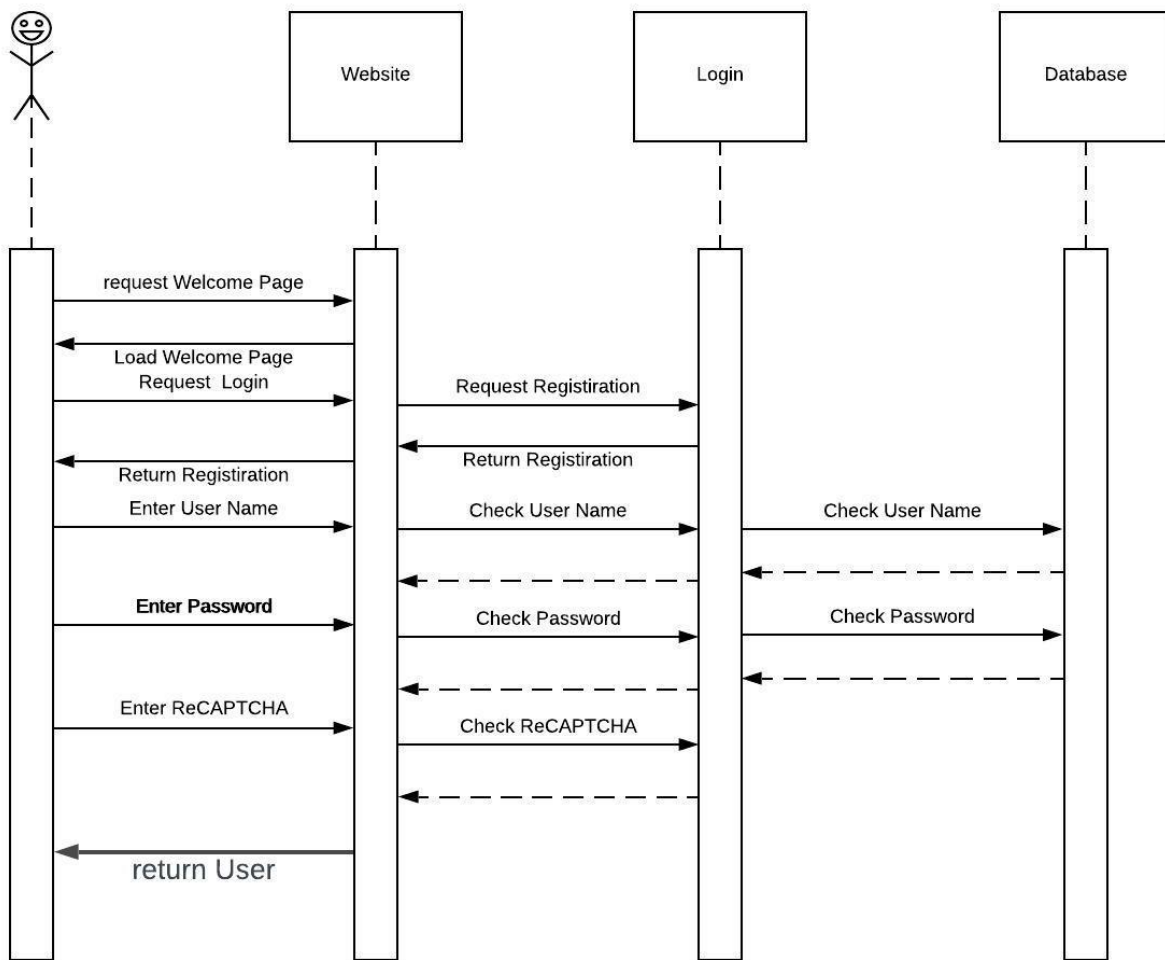 Website
Login
Database
request Welcome Page
Load Welcome Page
Request Login
Request Registiration
Return Registiration
Return Registiration
Enter User Name
Check User Name
Check User Name
Enter Password
Check Password
Check Password
Enter ReCAPTCHA
Check ReCAPTCHA
return User